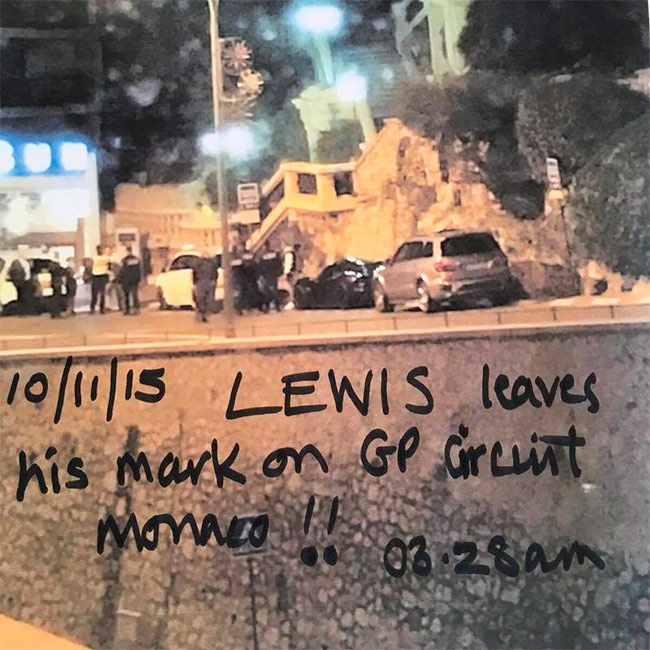 10/11/15 LEWIS leaves
his mark on GP Circuit
Monaco !!
03.28am